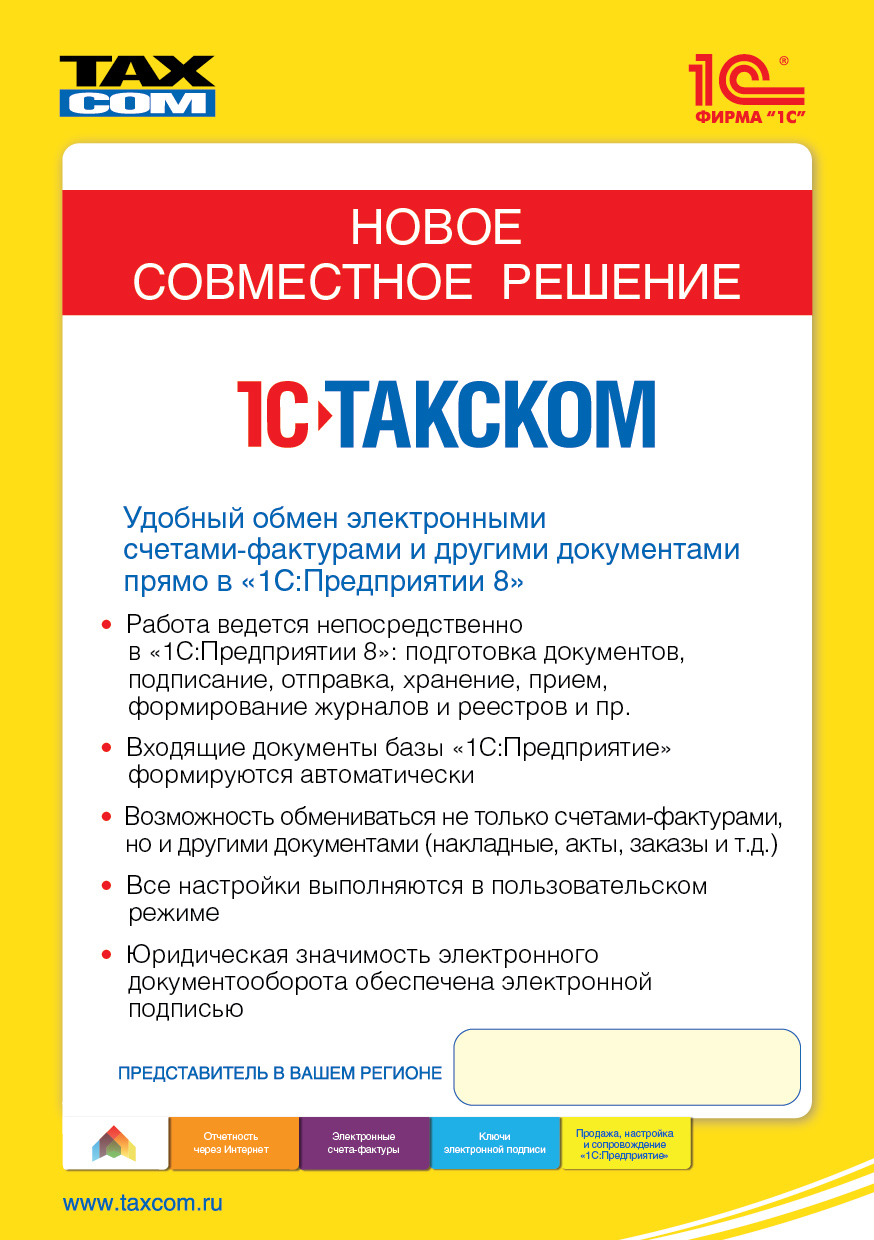 TAX
COM
1С®
ФИРМА “1С”
НОВОЕ
СОВМЕСТНОЕ РЕШЕНИЕ
1С ТАКСКОМ
Удобный обмен электронными
счетами-фактурами и другими документами
прямо в «1С:Предприятии 8»
• Работа ведется непосредственно
в «1С:Предприятии 8»: подготовка документов,
подписание, отправка, хранение, прием,
формирование журналов и реестров и пр.
• Входящие документы базы «1С:Предприятие»
формируются автоматически
• Возможность обмениваться не только счетами-фактурами,
но и другими документами (накладные, акты, заказы и т.д.)
• Все настройки выполняются в пользовательском
режиме
• Юридическая значимость электронного
документооборота обеспечена электронной
подписью
ПРЕДСТАВИТЕЛЬ В ВАШЕМ РЕГИОНЕ
Отчетность
через Интернет
Электронные
счета-фактуры
Ключи
электронной подписи
Продажа, настройка
и сопровождение
«1С:Предприятие»
www.taxcom.ru